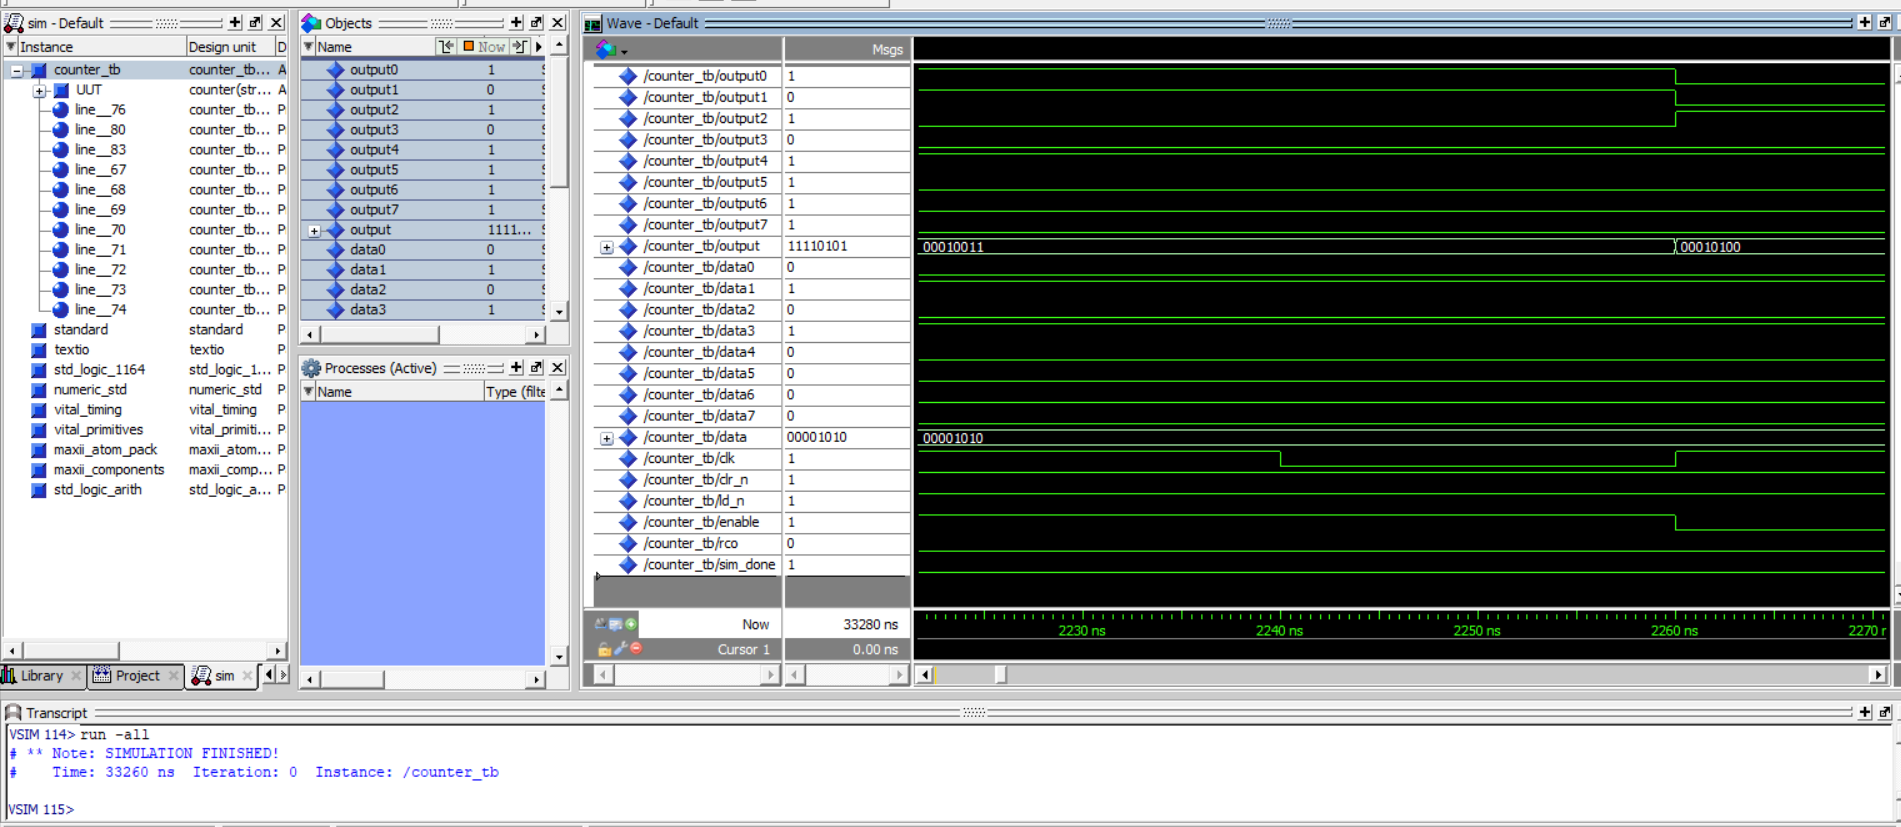 sim - Default
Instance Design unit D
counter_tb counter_tb... A
UUT counter(str... A
line__76 counter_tb... P
line__80 counter_tb... P
line__83 counter_tb... P
line__67 counter_tb... P
line__68 counter_tb... P
line__69 counter_tb... P
line__70 counter_tb... P
line__71 counter_tb... P
line__72 counter_tb... P
line__73 counter_tb... P
line__74 counter_tb... P
standard standard P
textio textio P
std_logic_1164 std_logic_1... P
numeric_std numeric_std P
vital_timing vital_timing P
vital_primitives vital_primiti... P
maxii_atom_pack maxii_atom... P
maxii_components maxii_comp... P
std_logic_arith std_logic_a... P
Library Project sim
Objects
Name Now
output0 1
output1 0
output2 1
output3 0
output4 1
output5 1
output6 1
output7 1
output 1111...
data0 0
data1 1
data2 0
data3 1
Processes (Active)
Name Type (filte
Wave - Default
Msgs
/counter_tb/output0 1
/counter_tb/output1 0
/counter_tb/output2 1
/counter_tb/output3 0
/counter_tb/output4 1
/counter_tb/output5 1
/counter_tb/output6 1
/counter_tb/output7 1
/counter_tb/output 11110101 00010011 00010100
/counter_tb/data0 0
/counter_tb/data1 1
/counter_tb/data2 0
/counter_tb/data3 1
/counter_tb/data4 0
/counter_tb/data5 0
/counter_tb/data6 0
/counter_tb/data7 0
/counter_tb/data 00001010 00001010
/counter_tb/clk 1
/counter_tb/clr_n 1
/counter_tb/ld_n 1
/counter_tb/enable 1
/counter_tb/rco 0
/counter_tb/sim_done 1
Now 33280 ns 2230 ns 2240 ns 2250 ns 2260 ns 2270
Cursor 1 0.00 ns
Transcript
VSIM 114> run -all
# ** Note: SIMULATION FINISHED!
# Time: 33260 ns Iteration: 0 Instance: /counter_tb
VSIM 115>